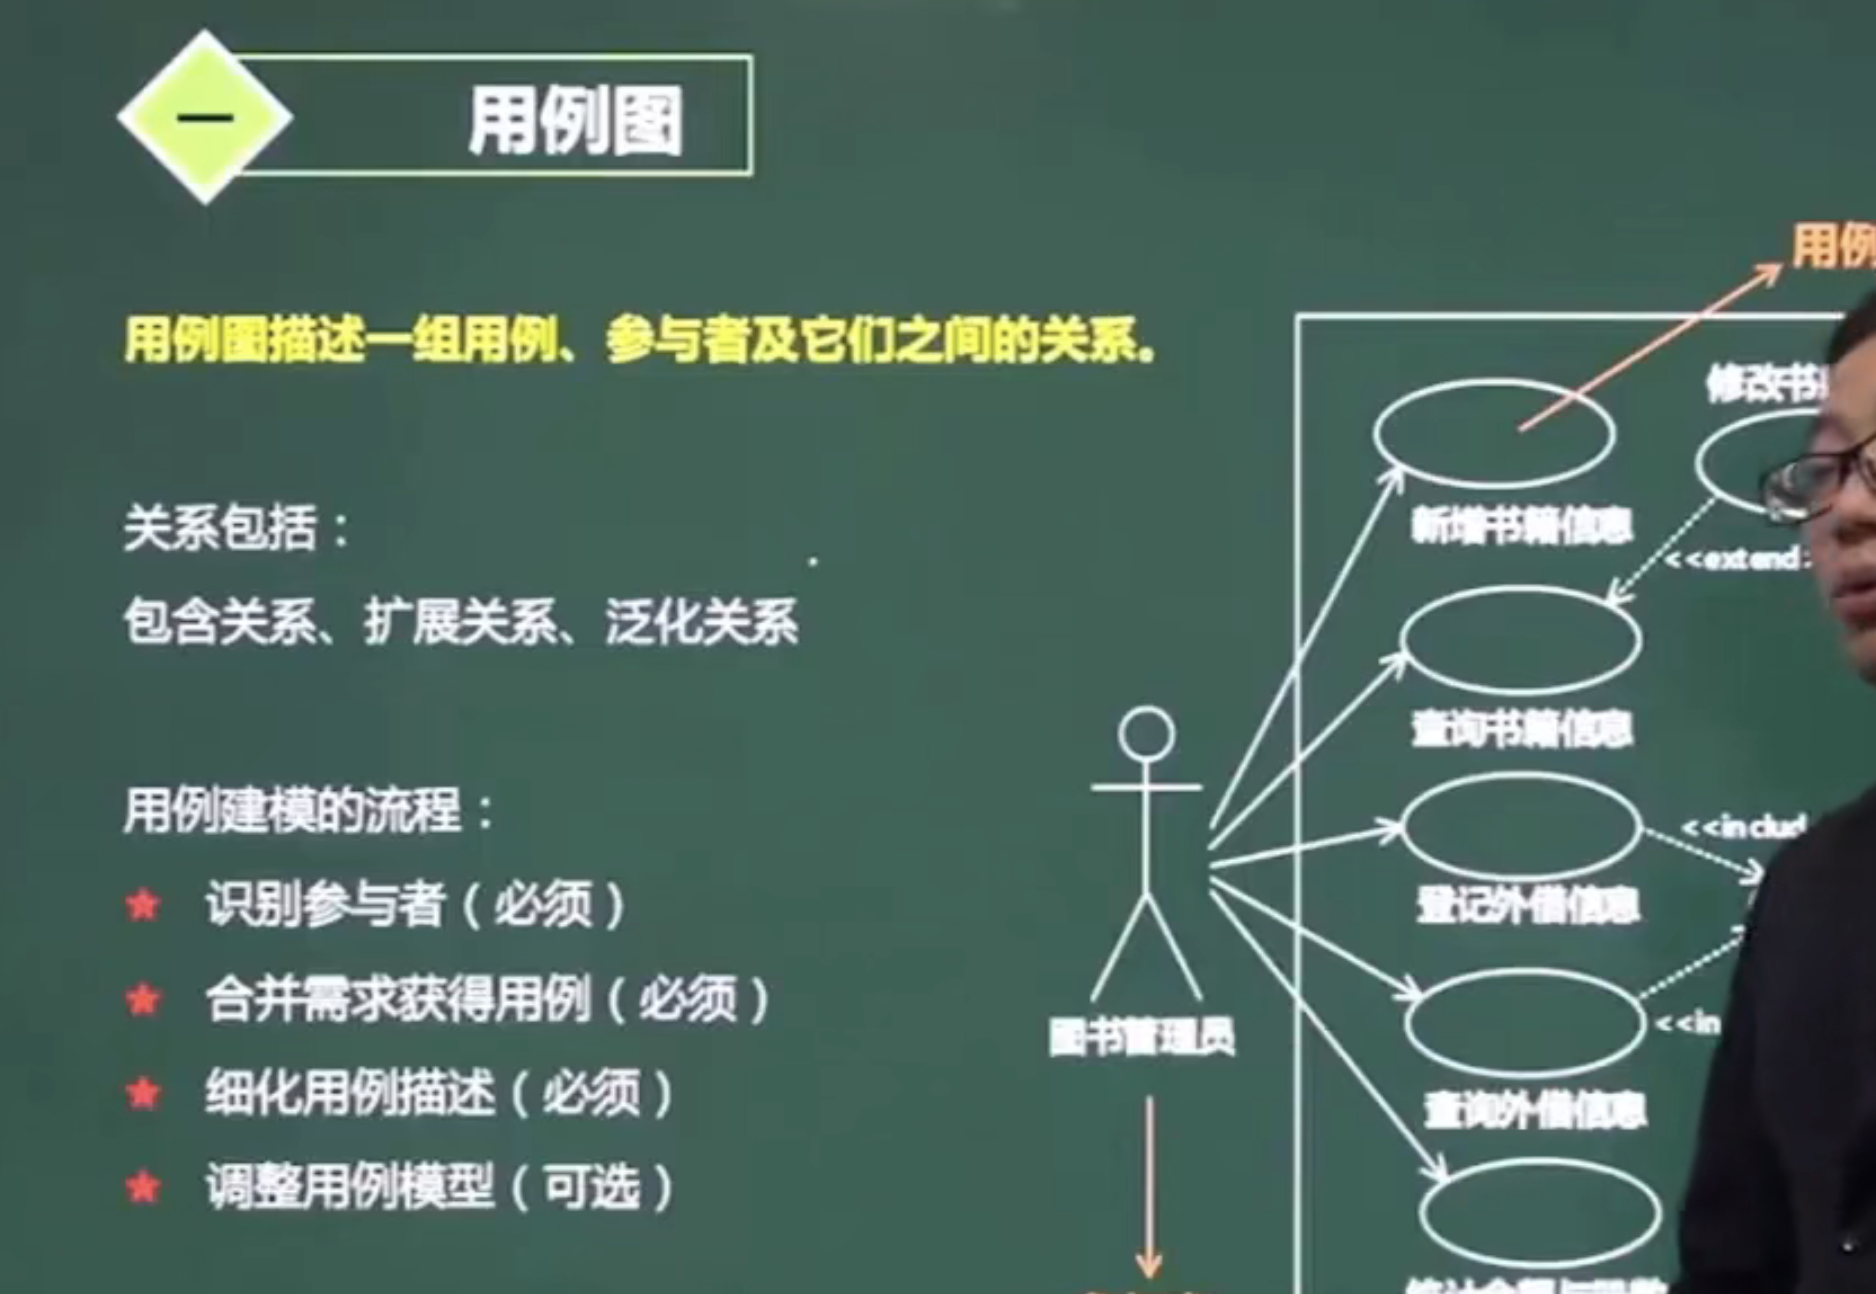 一
用例图
用例
用例图描述一组用例、参与者及它们之间的关系。
修改书
新增书籍信息
关系包括：
<<extend>
包含关系、扩展关系、泛化关系
查询书籍信息
用例建模的流程：
<<includ
识别参与者（必须）
登记外借信息
合并需求获得用例（必须）
<<in
图书管理员
细化用例描述（必须）
查询外借信息
调整用例模型（可选）